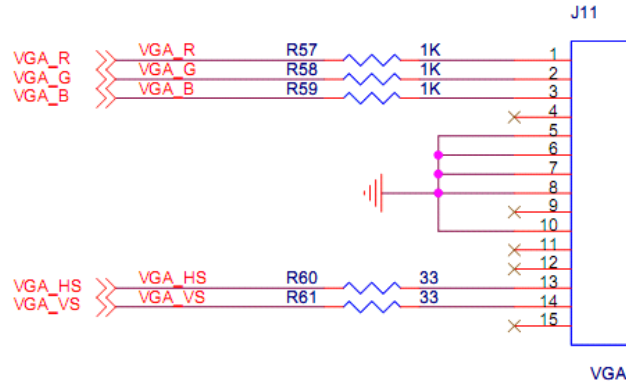 J11
VGA_R VGA_R R57 1K 1
VGA_G VGA_G R58 1K 2
VGA_B VGA_B R59 1K 3
4
5
6
7
8
9
10
11
12
VGA_HS VGA_HS R60 33 13
VGA_VS VGA_VS R61 33 14
15
VGA